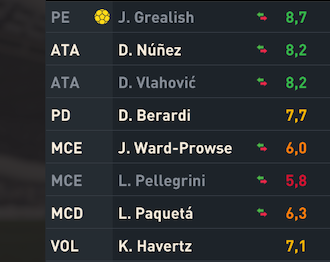 PE J. Grealish 8,7
ATA D. Núñez 8,2
ATA D. Vlahović 8,2
PD D. Berardi 7,7
MCE J. Ward-Prowse 6,0
MCE L. Pellegrini 5,8
MCD L. Paquetá 6,3
VOL K. Havertz 7,1